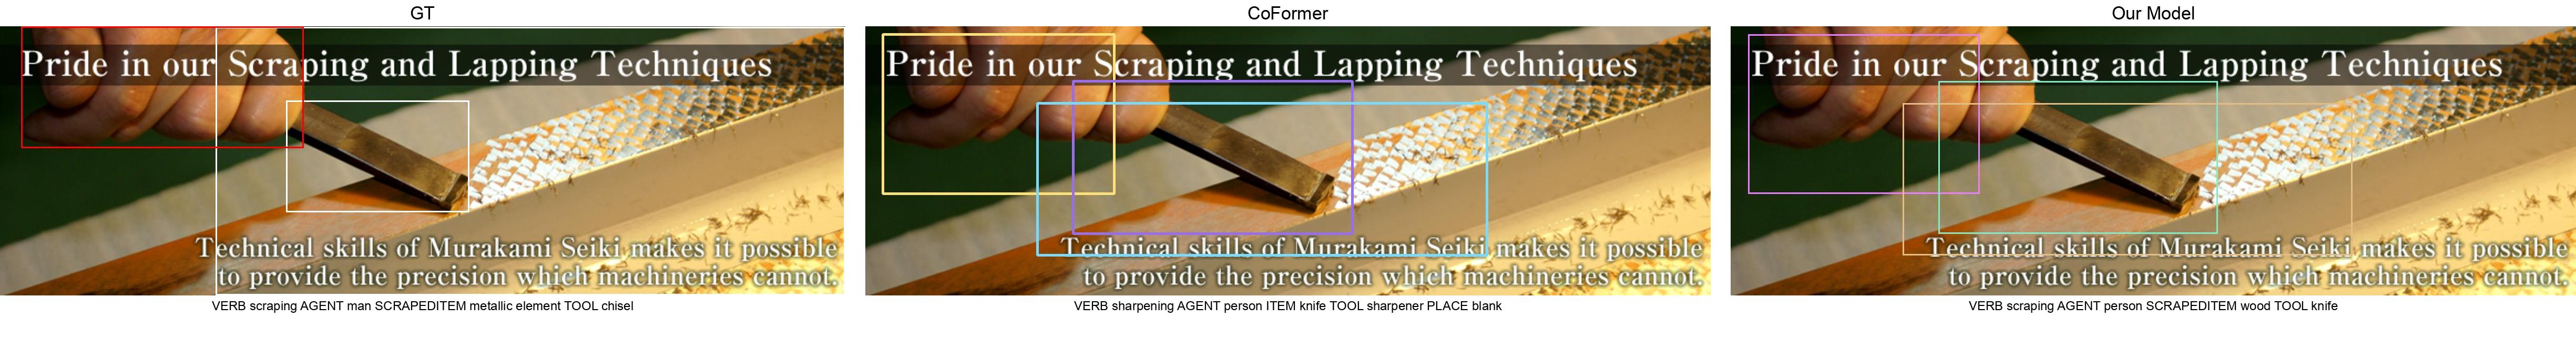 GT
Pride in our Scraping and Lapping Techniques
Technical skills of Murakami Seiki makes it possible
to provide the precision which machineries cannot.
VERB scraping AGENT man SCRAPEDITEM metallic element TOOL chisel
CoFormer
Pride in our Scraping and Lapping Techniques
Technical skills of Murakami Seiki makes it possible
to provide the precision which machineries cannot.
VERB sharpening AGENT person ITEM knife TOOL sharpener PLACE blank
Our Model
Pride in our Scraping and Lapping Techniques
Technical skills of Murakami Seiki makes it possible
to provide the precision which machineries cannot.
VERB scraping AGENT person SCRAPEDITEM wood TOOL knife